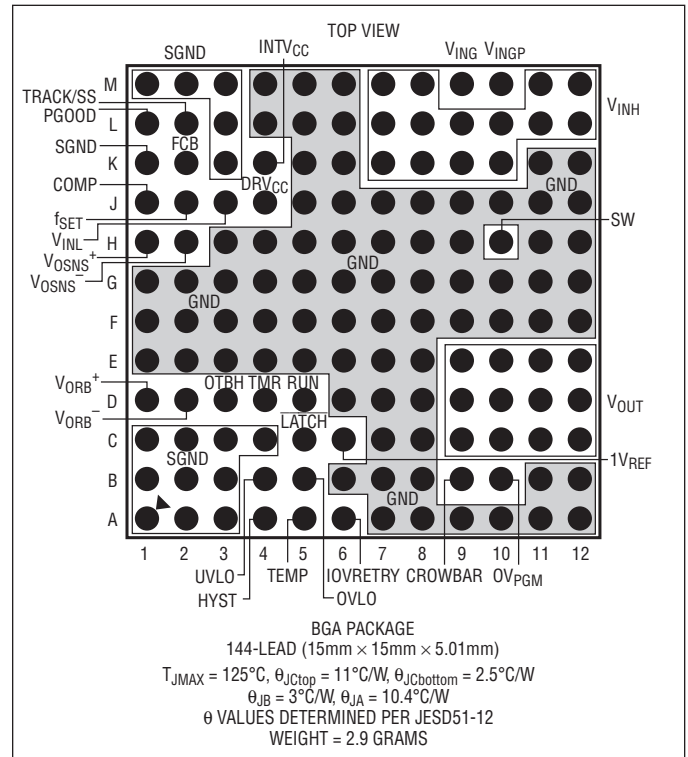 TOP VIEW
SGND
INTVCC
VING VINGP
M
TRACK/SS
VINH
PGOOD
L
FCB
SGND
K
DRVCC
GND
COMP
J
fSET
SW
VINL
H
VOSNS+
GND
VOSNS−
G
GND
F
E
VORB+
OTBH TMR RUN
D
VOUT
VORB−
LATCH
C
SGND
1VREF
B
GND
A
1 2 3 4 5 6 7 8 9 10 11 12
UVLO TEMP IOVRETRY CROWBAR OVPGM
HYST OVLO
BGA PACKAGE
144-LEAD (15mm × 15mm × 5.01mm)
TJMAX = 125°C, θJCtop = 11°C/W, θJCbottom = 2.5°C/W
θJB = 3°C/W, θJA = 10.4°C/W
θ VALUES DETERMINED PER JESD51-12
WEIGHT = 2.9 GRAMS